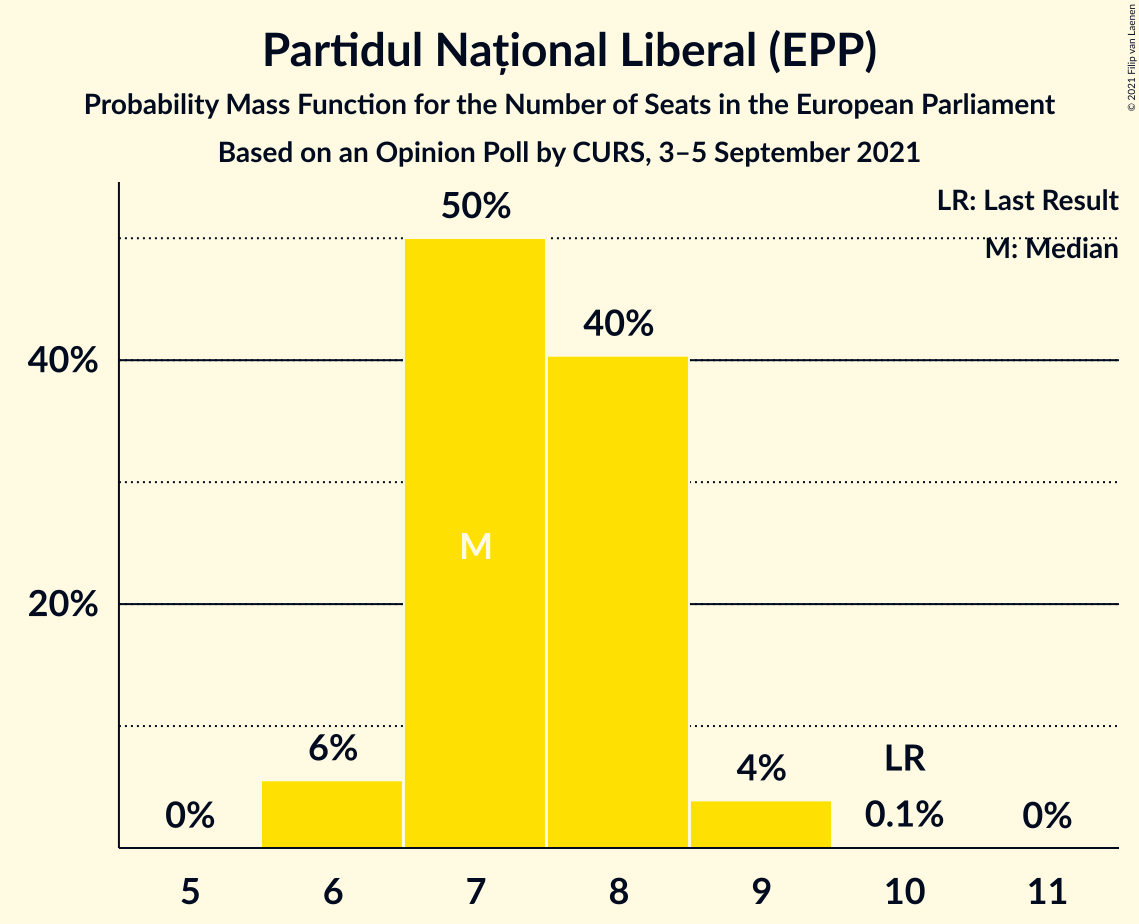 Partidul Național Liberal (EPP)
Probability Mass Function for the Number of Seats in the European Parliament
Based on an Opinion Poll by CURS, 3–5 September 2021
© 2021 Filip van Laenen
LR: Last Result
M: Median
40%
20%
0%
6%
50%
M
40%
4%
LR
0.1%
0%
5
6
7
8
9
10
11